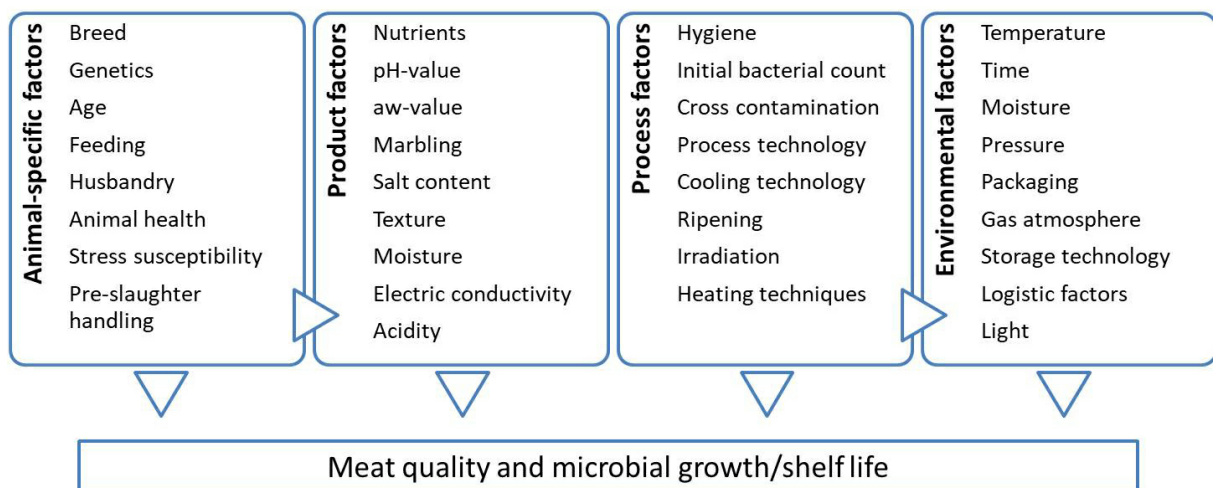 Animal-specific factors
Breed
Genetics
Age
Feeding
Husbandry
Animal health
Stress susceptibility
Pre-slaughter
handling
Product factors
Nutrients
pH-value
aw-value
Marbling
Salt content
Texture
Moisture
Electric conductivity
Acidity
Process factors
Hygiene
Initial bacterial count
Cross contamination
Process technology
Cooling technology
Ripening
Irradiation
Heating techniques
Environmental factors
Temperature
Time
Moisture
Pressure
Packaging
Gas atmosphere
Storage technology
Logistic factors
Light
Meat quality and microbial growth/shelf life